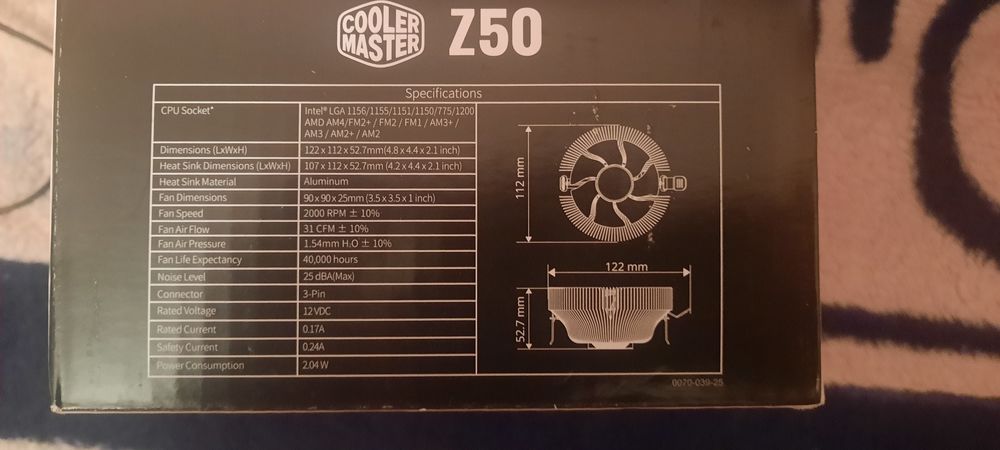 COOLER
MASTER
Z50
Specifications
CPU Socket* Intel® LGA 1156/1155/1151/1150/775/1200
AMD AM4/FM2+ / FM2 / FM1 / AM3+ /
AM3 / AM2+ / AM2
Dimensions (LxWxH) 122 x 112 x 52.7mm(4.8 x 4.4 x 2.1 inch)
Heat Sink Dimensions (LxWxH) 107 x 112 x 52.7mm (4.2 x 4.4 x 2.1 inch)
Heat Sink Material Aluminum
Fan Dimensions 90 x 90 x 25mm (3.5 x 3.5 x 1 inch)
Fan Speed 2000 RPM ± 10%
Fan Air Flow 31 CFM ± 10%
Fan Air Pressure 1.54mm H₂O ± 10%
Fan Life Expectancy 40,000 hours
Noise Level 25 dBA(Max)
Connector 3-Pin
Rated Voltage 12 VDC
Rated Current 0.17A
Safety Current 0.24A
Power Consumption 2.04 W
112 mm
122 mm
52.7 mm
0070-039-25